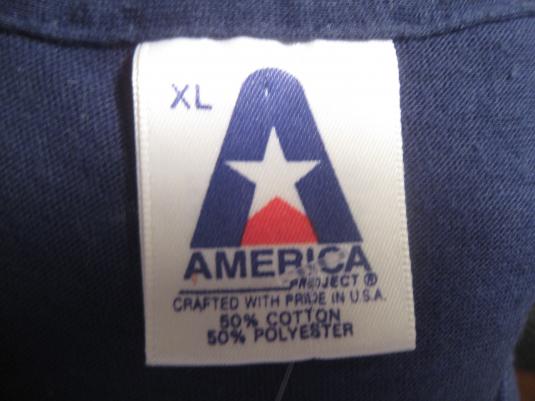 XL
AMERICA
PROJECT ®
CRAFTED WITH PRIDE IN U.S.A.
50% COTTON
50% POLYESTER